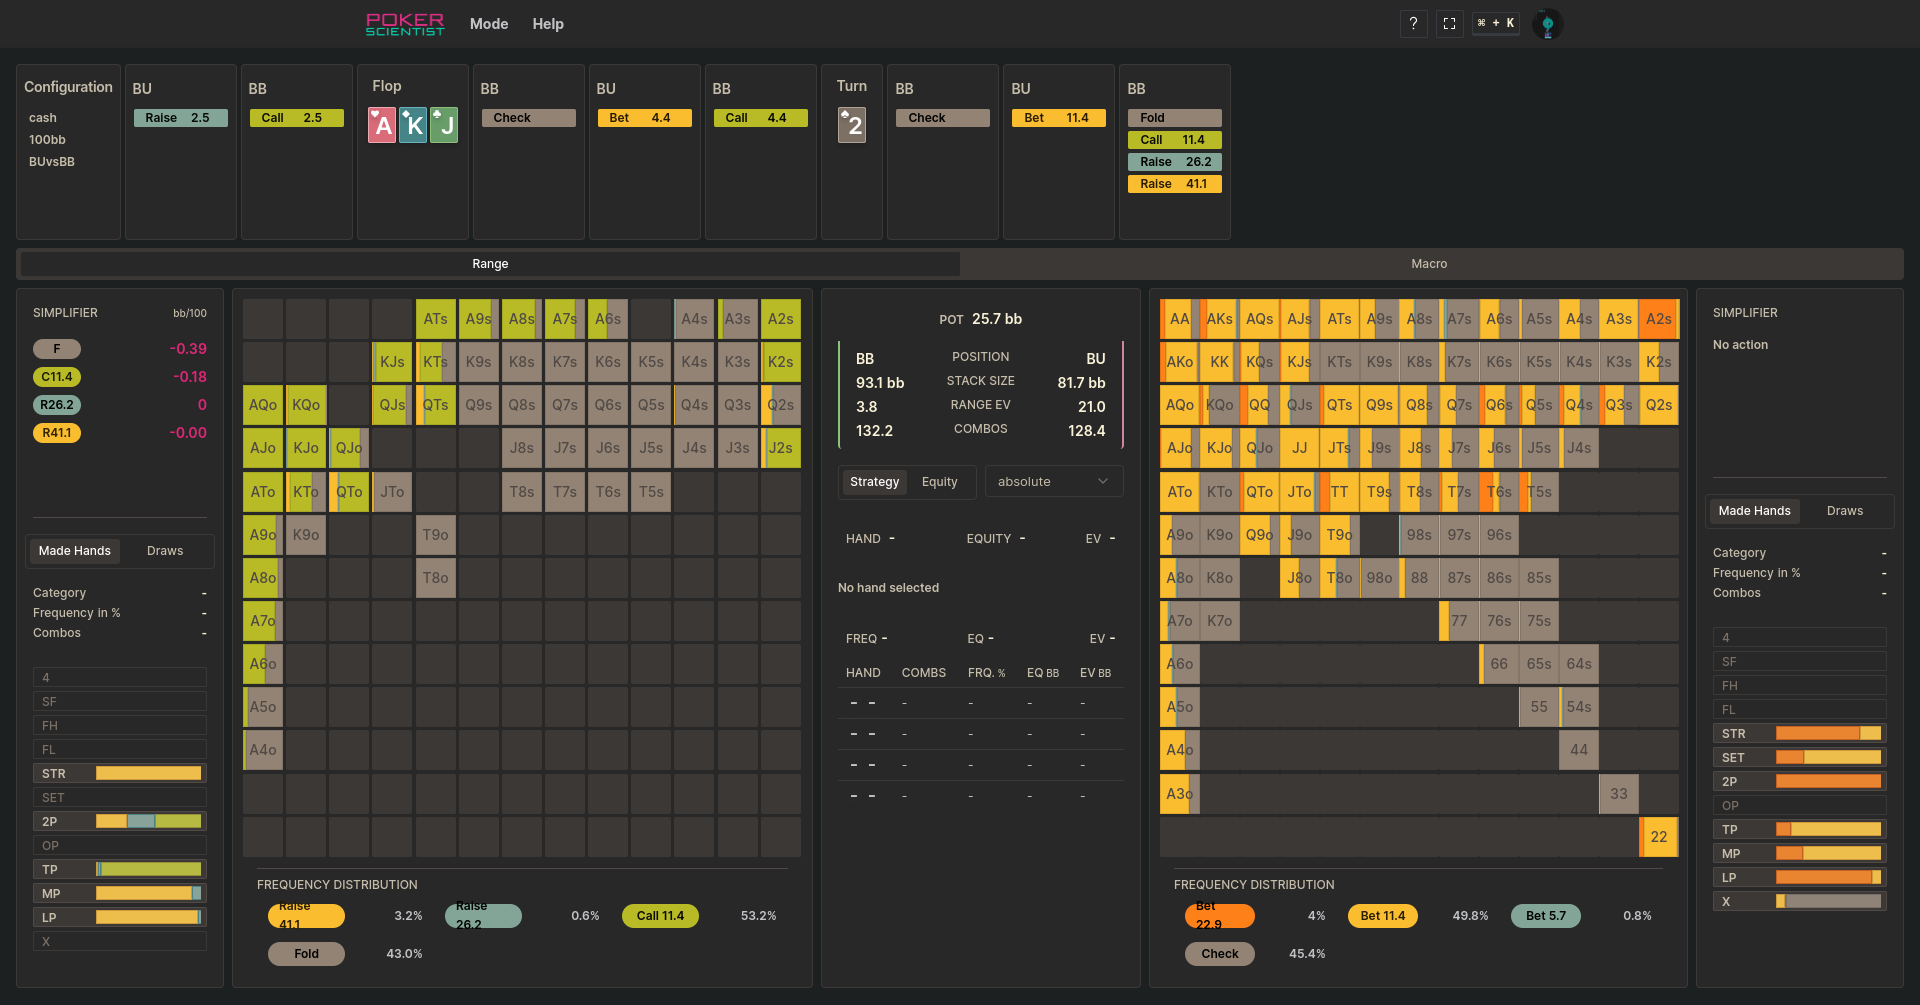 POKER SCIENTIST Mode Help ? ⌘ + K
Configuration
cash
100bb
BUvsBB
BU
Raise 2.5
BB
Call 2.5
Flop
A K J
BB
Check
BU
Bet 4.4
BB
Call 4.4
Turn
2
BB
Check
BU
Bet 11.4
BB
Fold
Call 11.4
Raise 26.2
Raise 41.1
Range Macro
SIMPLIFIER bb/100
F -0.39
C11.4 -0.18
R26.2 0
R41.1 -0.00
Made Hands Draws
Category -
Frequency in % -
Combos -
4
SF
FH
FL
STR
SET
2P
OP
TP
MP
LP
X
ATs A9s A8s A7s A6s A4s A3s A2s
KJs KTs K9s K8s K7s K6s K5s K4s K3s K2s
AQo KQo QJs QTs Q9s Q8s Q7s Q6s Q5s Q4s Q3s Q2s
AJo KJo QJo J8s J7s J6s J5s J4s J3s J2s
ATo KTo QTo JTo T8s T7s T6s T5s
A9o K9o T9o
A8o T8o
A7o
A6o
A5o
A4o
FREQUENCY DISTRIBUTION
Raise 41.1 3.2% Raise 26.2 0.6% Call 11.4 53.2%
Fold 43.0%
POT 25.7 bb
BB POSITION BU
93.1 bb STACK SIZE 81.7 bb
3.8 RANGE EV 21.0
132.2 COMBOS 128.4
Strategy Equity absolute
HAND - EQUITY - EV -
No hand selected
FREQ - EQ - EV -
HAND COMBS FRQ. % EQ BB EV BB
- - - - - -
- - - - - -
- - - - - -
- - - - - -
AA AKs AQs AJs ATs A9s A8s A7s A6s A5s A4s A3s A2s
AKo KK KQs KJs KTs K9s K8s K7s K6s K5s K4s K3s K2s
AQo KQo QQ QJs QTs Q9s Q8s Q7s Q6s Q5s Q4s Q3s Q2s
AJo KJo QJo JJ JTs J9s J8s J7s J6s J5s J4s
ATo KTo QTo JTo TT T9s T8s T7s T6s T5s
A9o K9o Q9o J9o T9o 98s 97s 96s
A8o K8o J8o T8o 98o 88 87s 86s 85s
A7o K7o 77 76s 75s
A6o 66 65s 64s
A5o 55 54s
A4o 44
A3o 33
22
FREQUENCY DISTRIBUTION
Bet 22.9 4% Bet 11.4 49.8% Bet 5.7 0.8%
Check 45.4%
SIMPLIFIER
No action
Made Hands Draws
Category -
Frequency in % -
Combos -
4
SF
FH
FL
STR
SET
2P
OP
TP
MP
LP
X